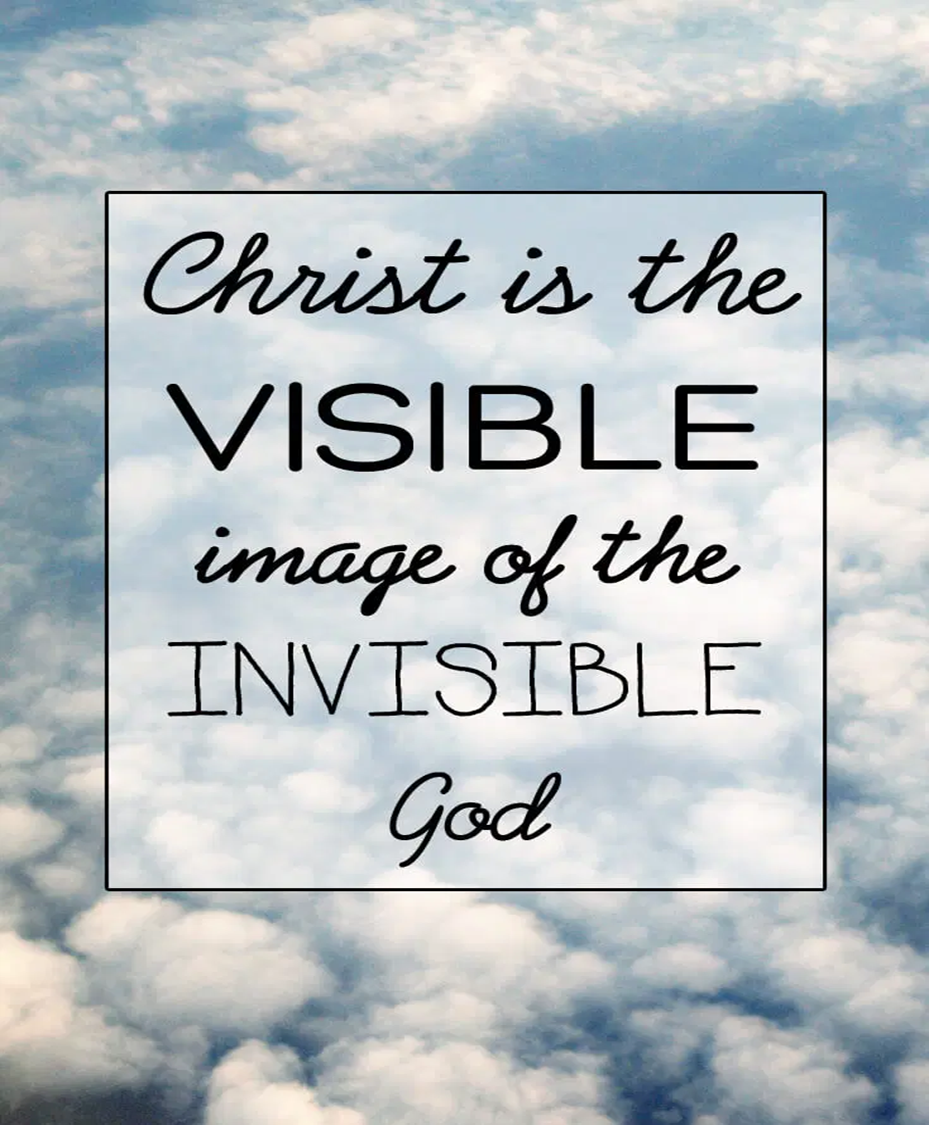 Christ is the
VISIBLE
image of the
INVISIBLE
God